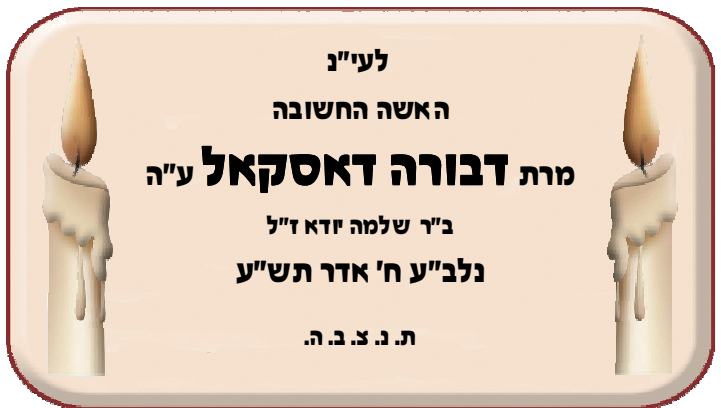 לעי"נ
האשה החשובה
מרת דבורה דאסקאל ע"ה
ב"ר שלמה יודא ז"ל
נלב"ע ח' אדר תש"ע
ת. נ. צ. ב. ה.